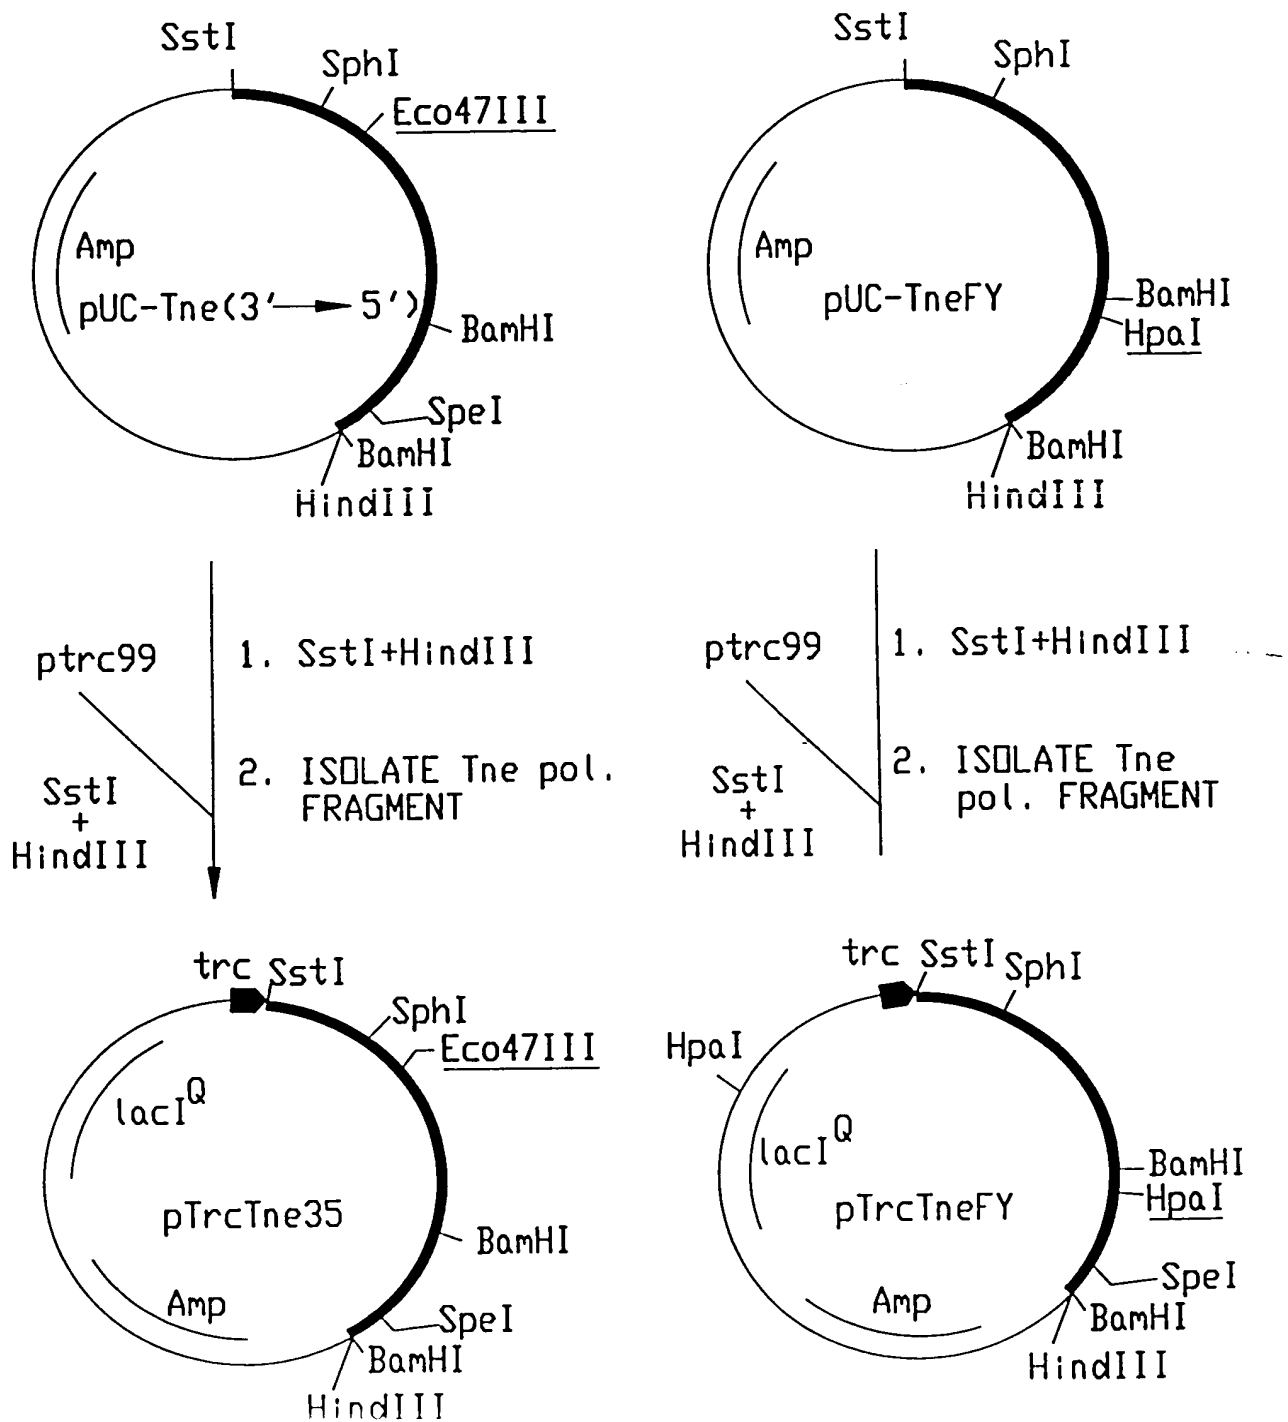 SstI
SphI
Eco47III
Amp
pUC-Tne(3' 5')
BamHI
SpeI
BamHI
HindIII
SstI
SphI
Amp
pUC-TneFY
BamHI
HpaI
BamHI
HindIII
ptrc99
1. SstI+HindIII
2. ISOLATE Tne pol.
FRAGMENT
SstI
+
HindIII
ptrc99
1. SstI+HindIII
2. ISOLATE Tne
pol. FRAGMENT
SstI
+
HindIII
trc SstI
SphI
Eco47III
lacI^Q
pTrcTne35
BamHI
Amp
SpeI
BamHI
HindIII
trc SstI
SphI
HpaI
lacI^Q
BamHI
HpaI
pTrcTneFY
SpeI
Amp
BamHI
HindIII